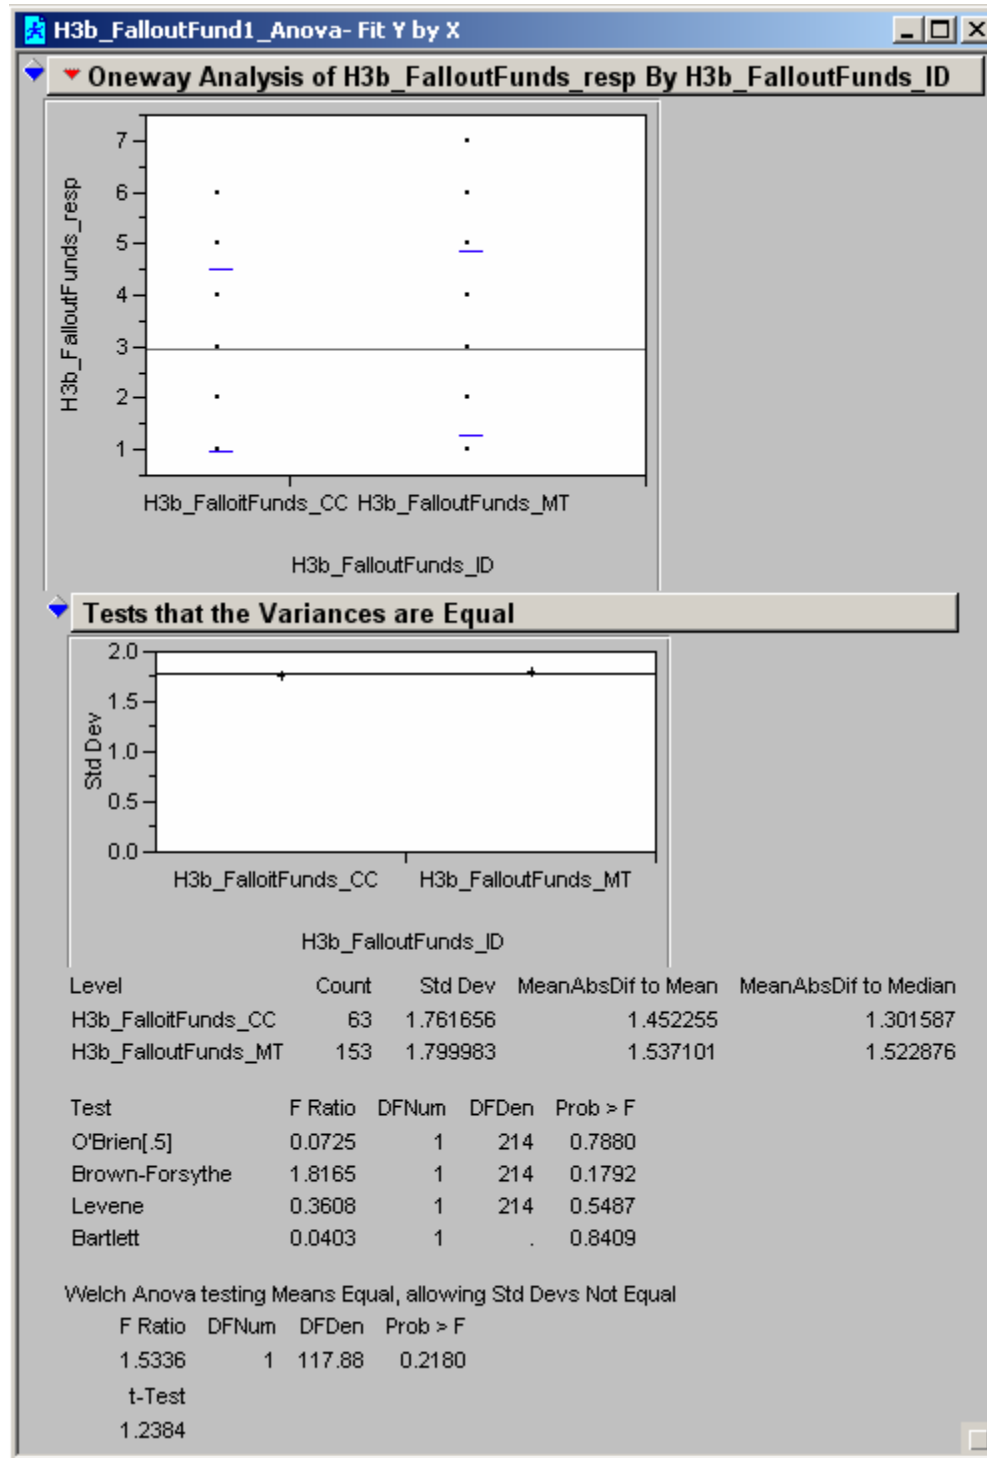 H3b_FalloutFund1_Anova- Fit Y by X
Oneway Analysis of H3b_FalloutFunds_resp By H3b_FalloutFunds_ID
H3b_FalloutFunds_resp
7
6
5
4
3
2
1
H3b_FalloitFunds_CC H3b_FalloutFunds_MT
H3b_FalloutFunds_ID
Tests that the Variances are Equal
Std Dev
2.0
1.5
1.0
0.5
0.0
H3b_FalloitFunds_CC H3b_FalloutFunds_MT
H3b_FalloutFunds_ID
Level Count Std Dev MeanAbsDif to Mean MeanAbsDif to Median
H3b_FalloitFunds_CC 63 1.761656 1.452255 1.301587
H3b_FalloutFunds_MT 153 1.799983 1.537101 1.522876
Test F Ratio DFNum DFDen Prob > F
O'Brien[.5] 0.0725 1 214 0.7880
Brown-Forsythe 1.8165 1 214 0.1792
Levene 0.3608 1 214 0.5487
Bartlett 0.0403 1 . 0.8409
Welch Anova testing Means Equal, allowing Std Devs Not Equal
F Ratio DFNum DFDen Prob > F
1.5336 1 117.88 0.2180
t-Test
1.2384